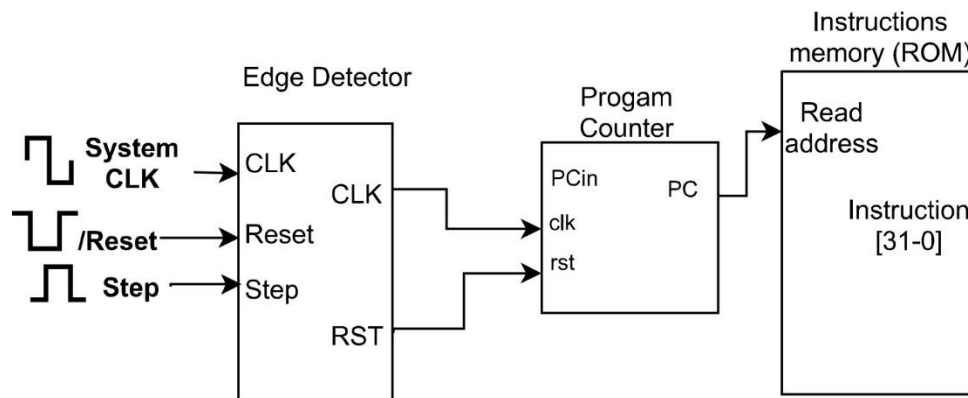 Instructions
memory (ROM)
Edge Detector
Progam
Counter
System
CLK
/Reset
Step
CLK
Reset
Step
CLK
RST
PCin
clk
rst
PC
Read
address
Instruction
[31-0]